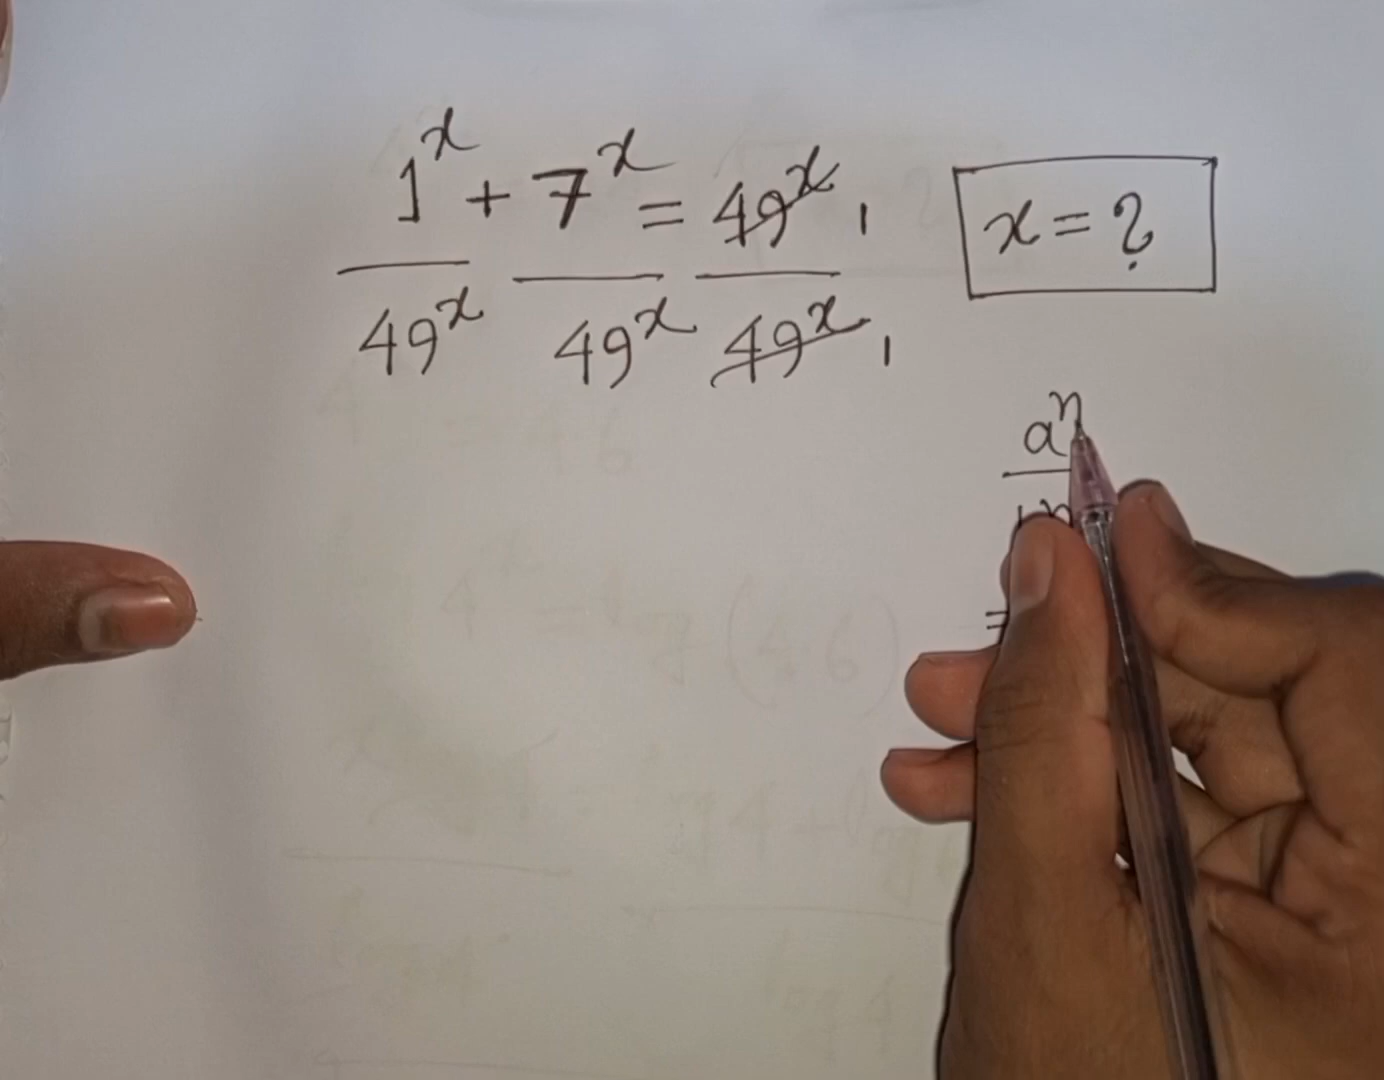 1^x + 7^x = 49^x, x = ?
49^x 49^x 49^x,
a^n
=